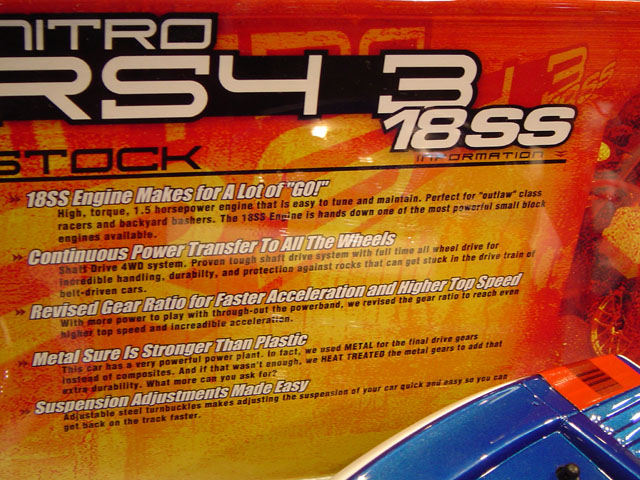 NITRO
RS4 3
18SS
STOCK
INFORMATION
18SS Engine Makes for A Lot of "GO!"
High, torque, 1.5 horsepower engine that is easy to tune and maintain. Perfect for "outlaw" class
racers and backyard bashers. The 18SS Engine is hands down one of the most powerful small block
engines available.
Continuous Power Transfer To All The Wheels
Shaft Drive 4WD system. Proven tough shaft drive system with full time all wheel drive for
incredible handling, durabilty, and protection against rocks that can get stuck in the drive train of
belt-driven cars.
Revised Gear Ratio for Faster Acceleration and Higher Top Speed
With more power to play with through-out the powerband, we revised the gear ratio to reach even
higher top speed and increadible acceleration.
Metal Sure Is Stronger Than Plastic
This car has a very powerful power plant. In fact, we used METAL for the final drive gears
instead of composites. And if that wasn't enough, we HEAT TREATED the metal gears to add that
extra durability. What more can you ask for?
Suspension Adjustments Made Easy
Adjustable steel turnbuckles makes adjusting the suspension of your car quick and easy so you can
get back on the track faster.